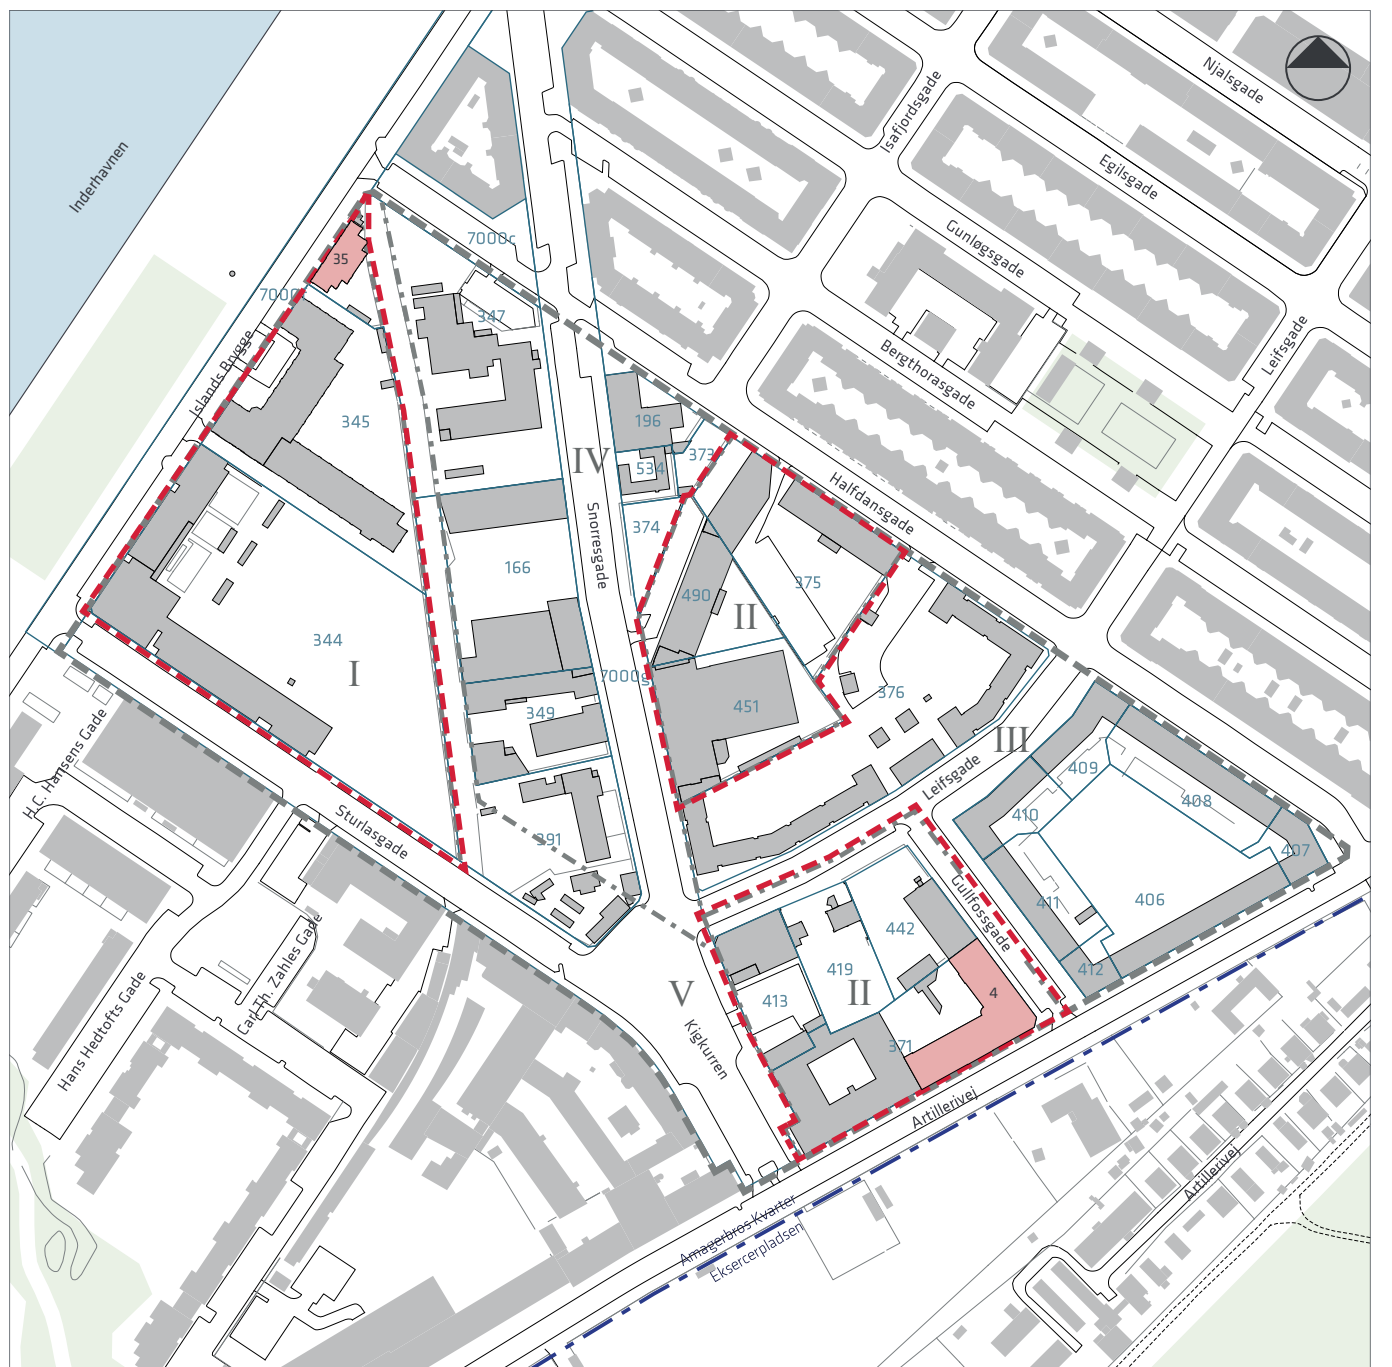 Njalsgade
Isafjordsgade
Egilsgade
Inderhavnen
Gunløgsgade
7000c
35
347
Leifsgade
Bergthorasgade
Islands Brygge
345
196
373
IV
534
Halfdansgade
374
Snorresgade
166
375
490
II
344
I
7000g
376
451
349
III
H.C. Hansens Gade
409
Leifsgade
408
410
Sturlasgade
391
407
406
411
Gullfossgade
442
Carl Th. Zahles Gade
419
412
V
II
4
413
Hans Hedtofts Gade
Kigkurren
371
Artillerivej
Artillerivej
Amagerbros Kvarter
Eksercerpladsen